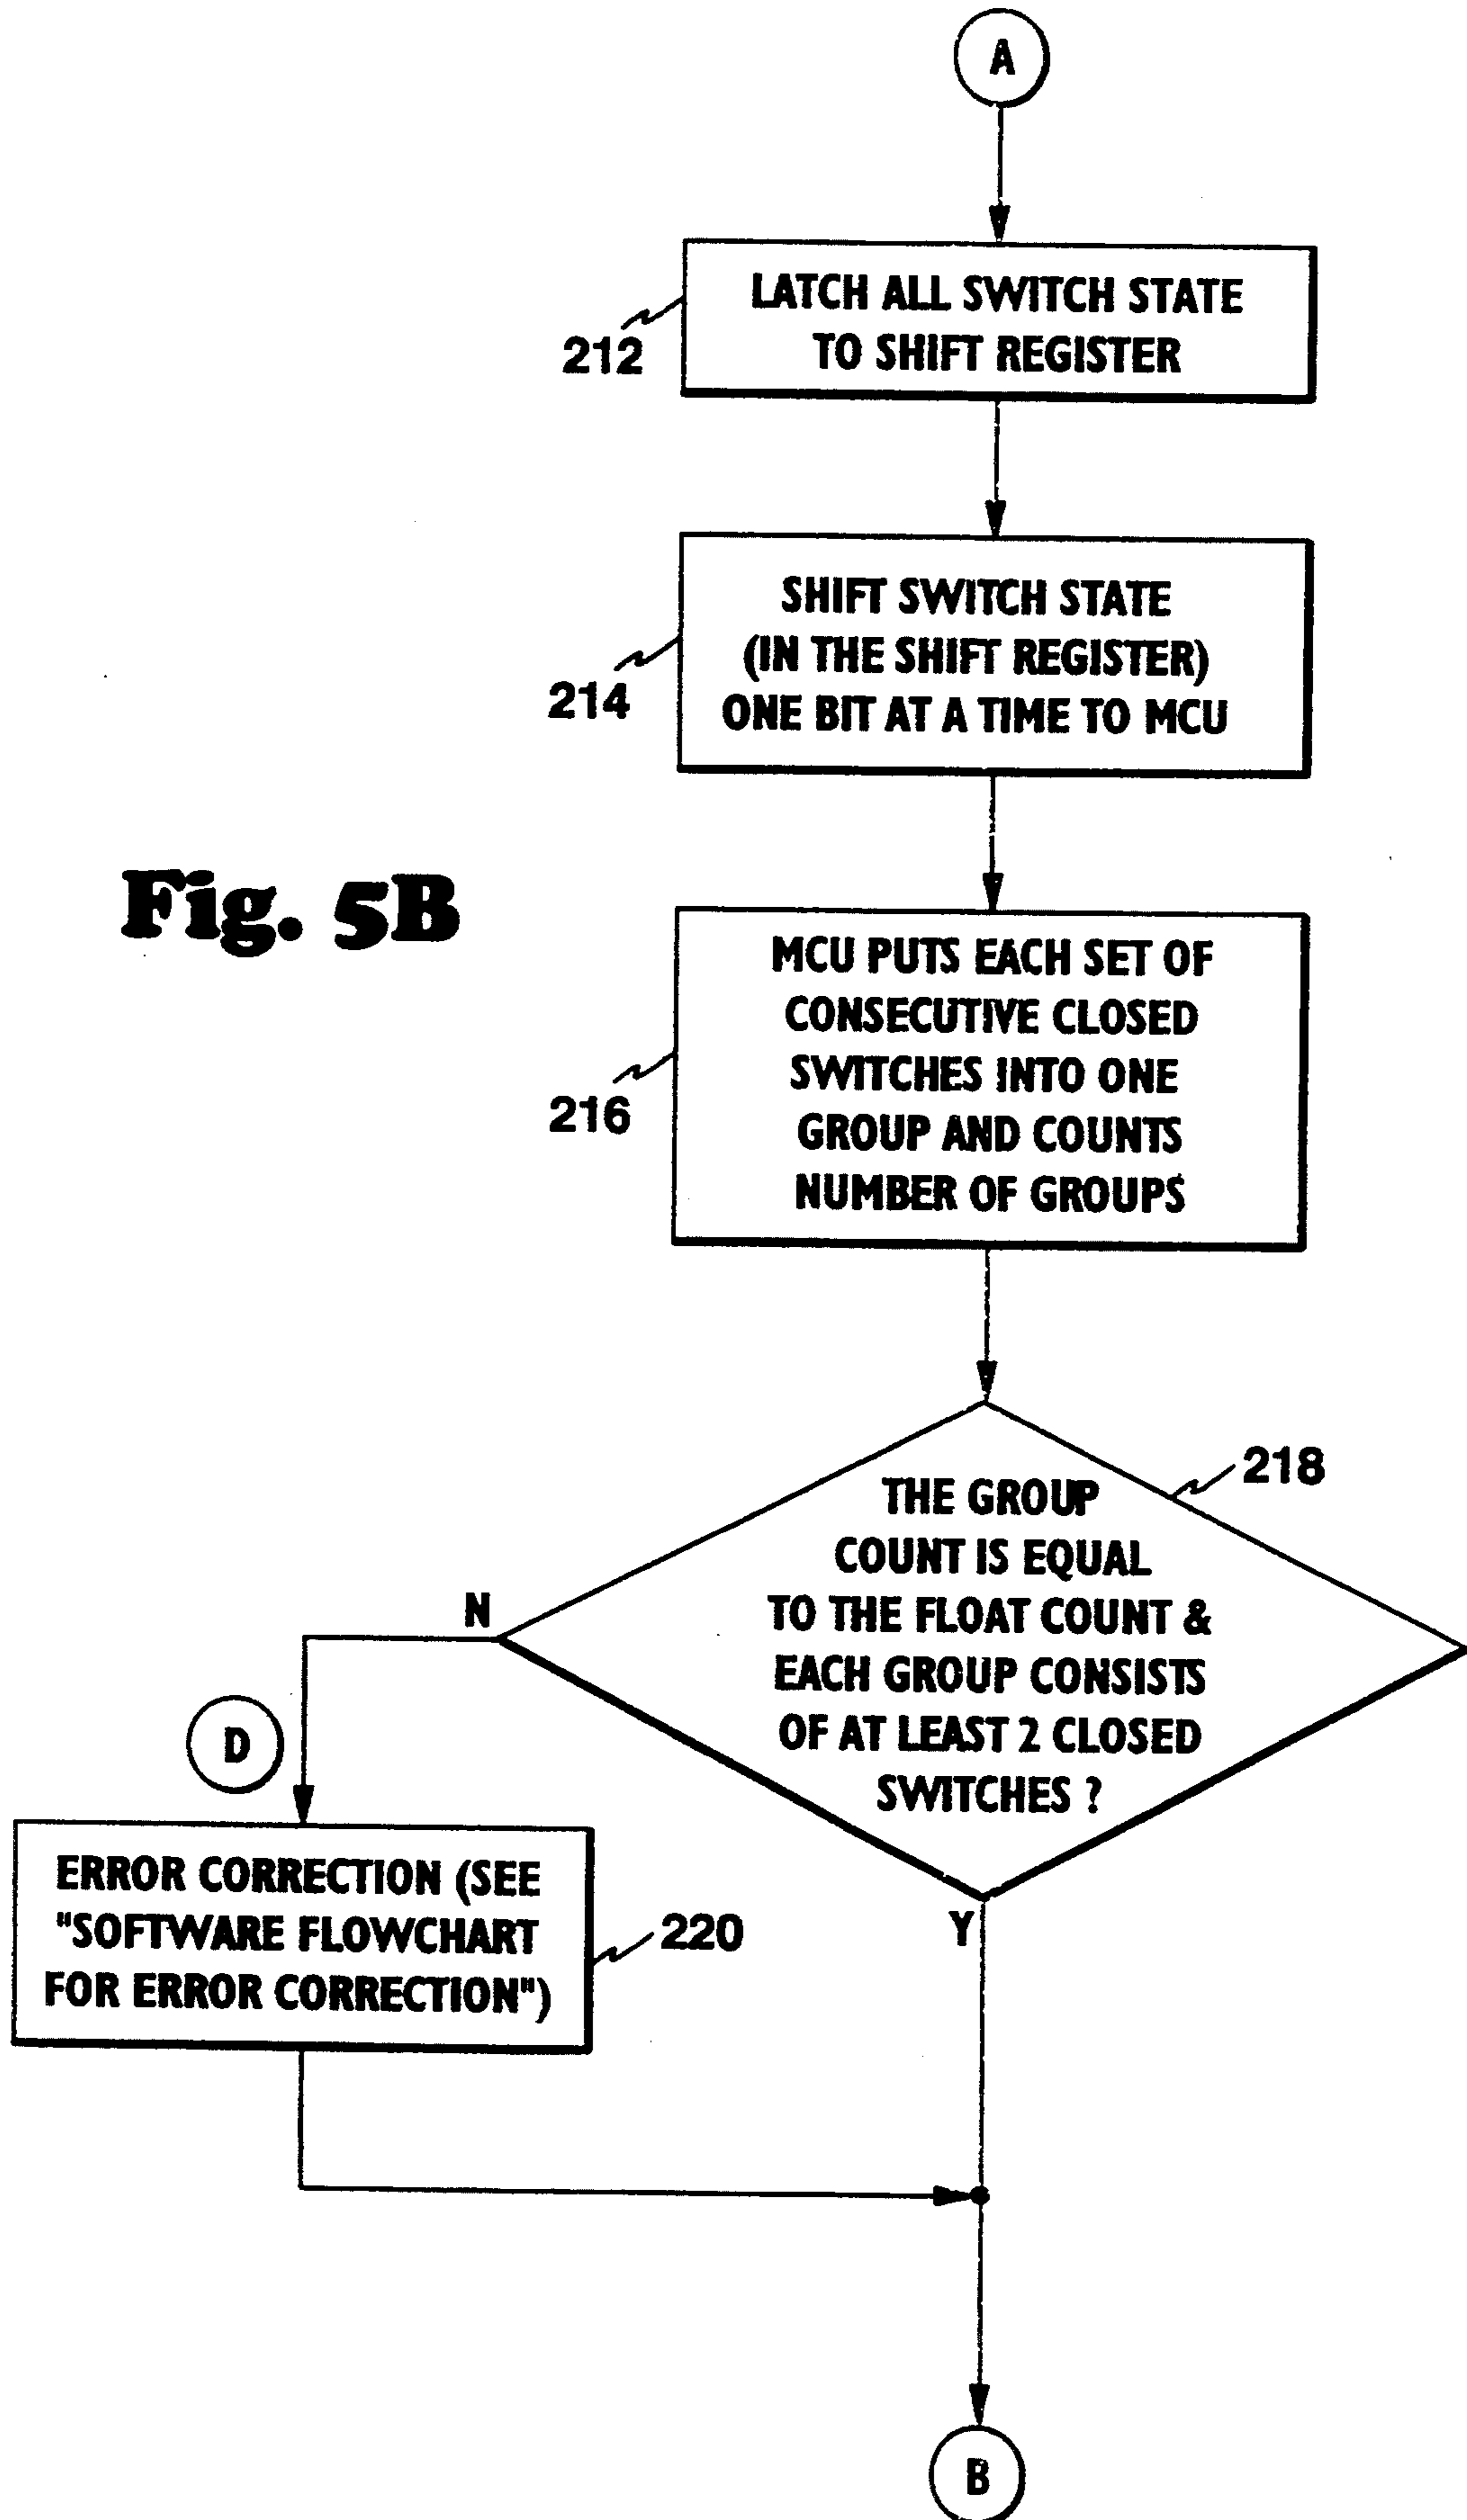 A
LATCH ALL SWITCH STATE
TO SHIFT REGISTER
212
SHIFT SWITCH STATE
(IN THE SHIFT REGISTER)
ONE BIT AT A TIME TO MCU
214
Fig. 5B
MCU PUTS EACH SET OF
CONSECUTIVE CLOSED
SWITCHES INTO ONE
GROUP AND COUNTS
NUMBER OF GROUPS
216
218
THE GROUP
COUNT IS EQUAL
TO THE FLOAT COUNT &
EACH GROUP CONSISTS
OF AT LEAST 2 CLOSED
SWITCHES ?
N
D
Y
ERROR CORRECTION (SEE
"SOFTWARE FLOWCHART
FOR ERROR CORRECTION")
220
B